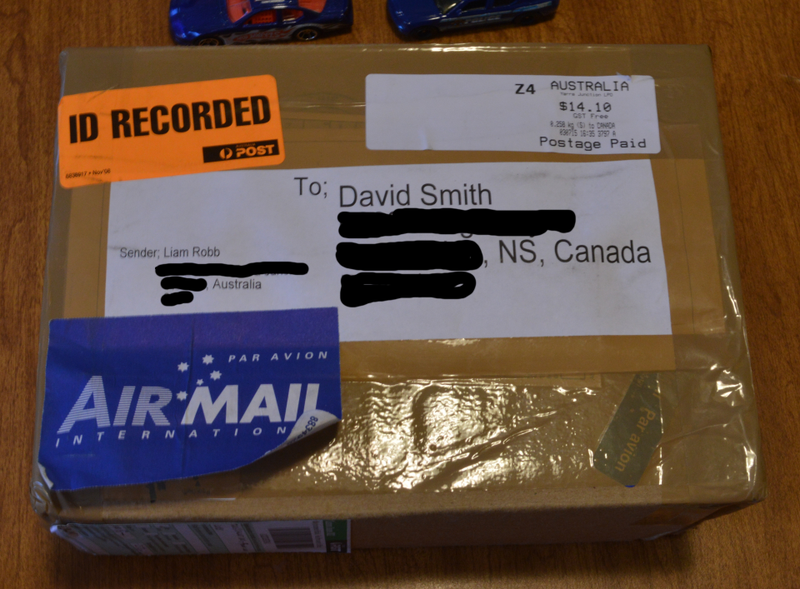 ID RECORDED
POST
Z4 AUSTRALIA
$14.10
GST Free
Postage Paid
To; David Smith
, NS, Canada
Sender; Liam Robb
Australia
PAR AVION
AIR MAIL
INTERNATION
Par avion